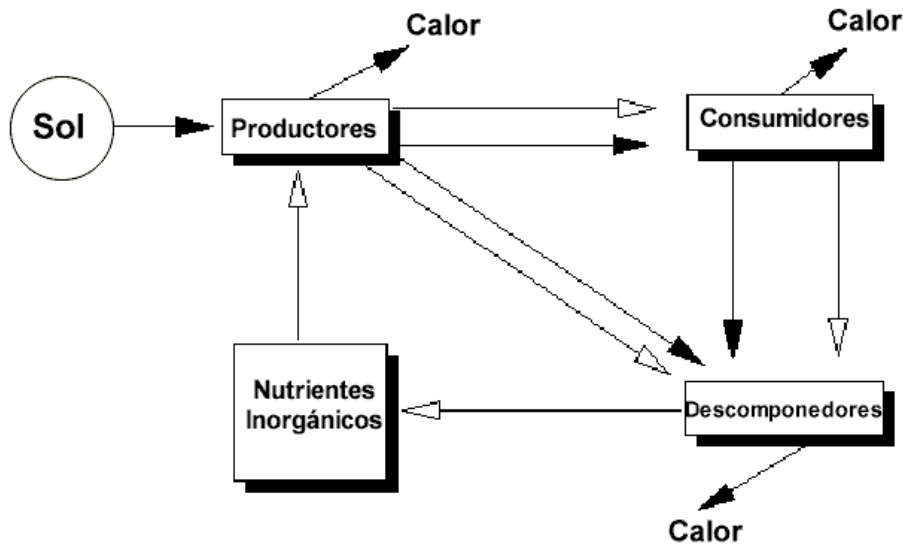 Calor
Calor
Sol
Productores
Consumidores
Nutrientes
Inorgánicos
Descomponedores
Calor